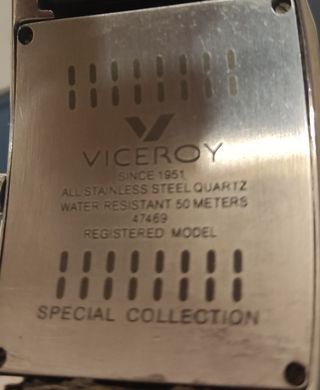 VICEROY
SINCE 1951
ALL STAINLESS STEEL QUARTZ
WATER RESISTANT 50 METERS
47469
REGISTERED MODEL
SPECIAL COLLECTION